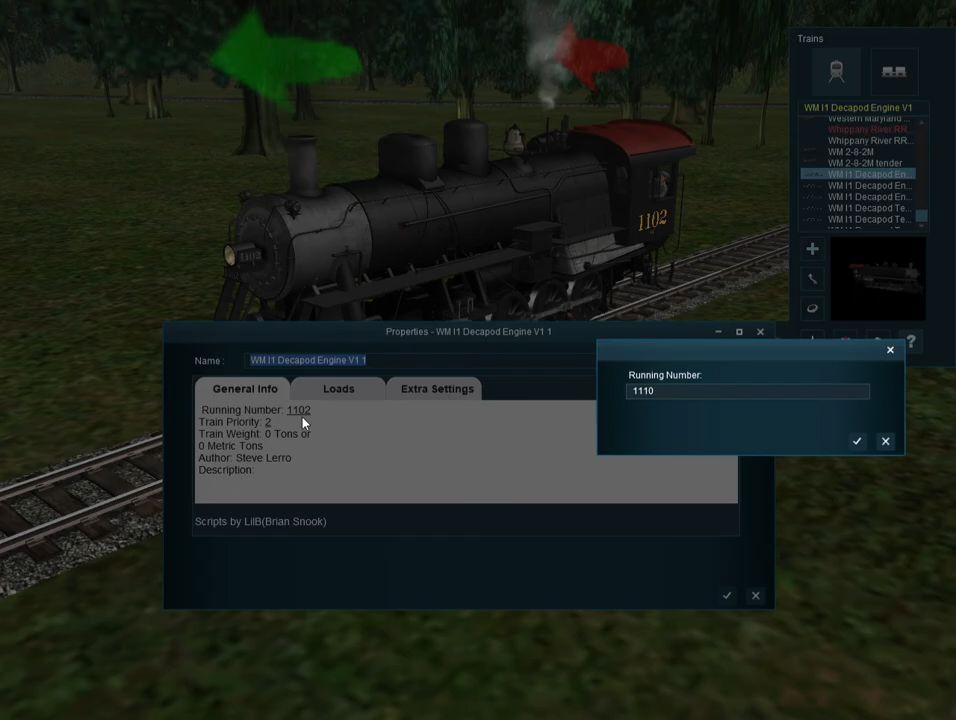 Trains
WM I1 Decapod Engine V1
Western Maryland ...
Whippany River RR...
Whippany River RR...
WM 2-8-2M
WM 2-8-2M tender
WM I1 Decapod En...
WM I1 Decapod En...
WM I1 Decapod En...
WM I1 Decapod Te...
WM I1 Decapod Te...
1102
1102
Properties - WM I1 Decapod Engine V1 1
Name :
WM I1 Decapod Engine V1 1
General Info
Loads
Extra Settings
Running Number: 1102
Train Priority: 2
Train Weight: 0 Tons or
0 Metric Tons
Author: Steve Lerro
Description:
Scripts by LilB(Brian Snook)
Running Number:
1110
?